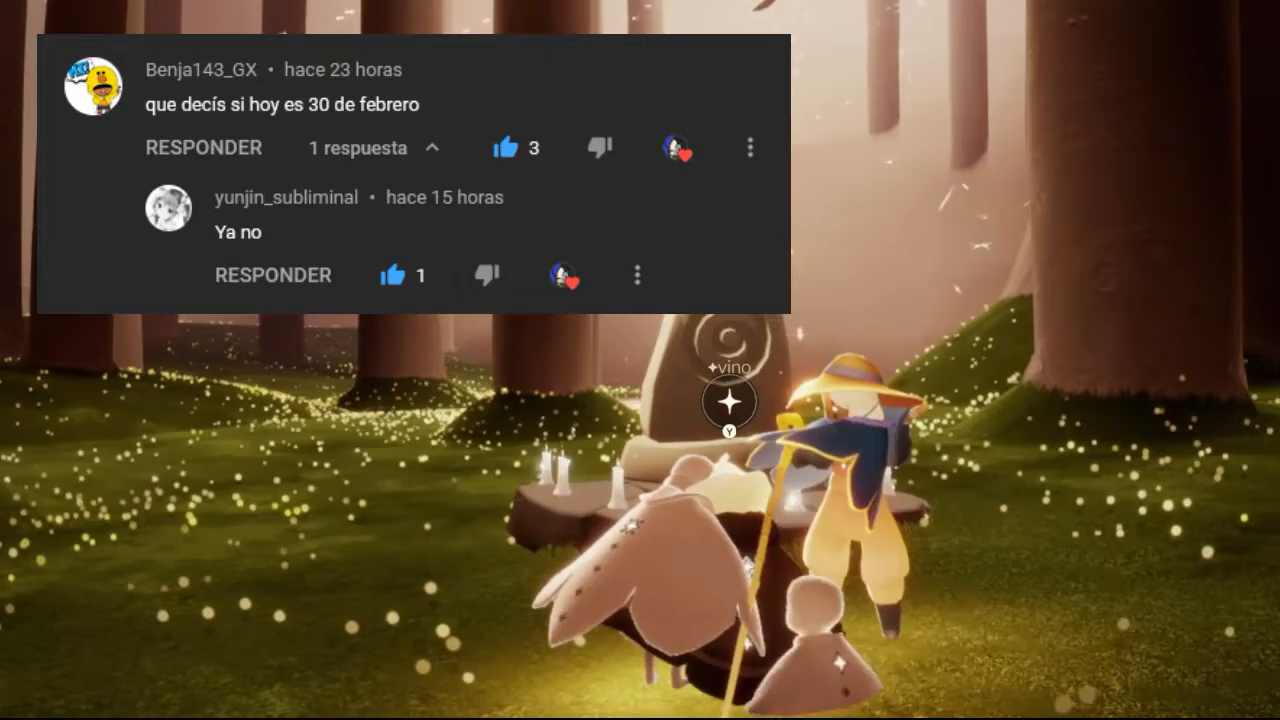 Benja143_GX • hace 23 horas
que decís si hoy es 30 de febrero
RESPONDER 1 respuesta 3
yunjin_subliminal • hace 15 horas
Ya no
RESPONDER 1
vino
Y